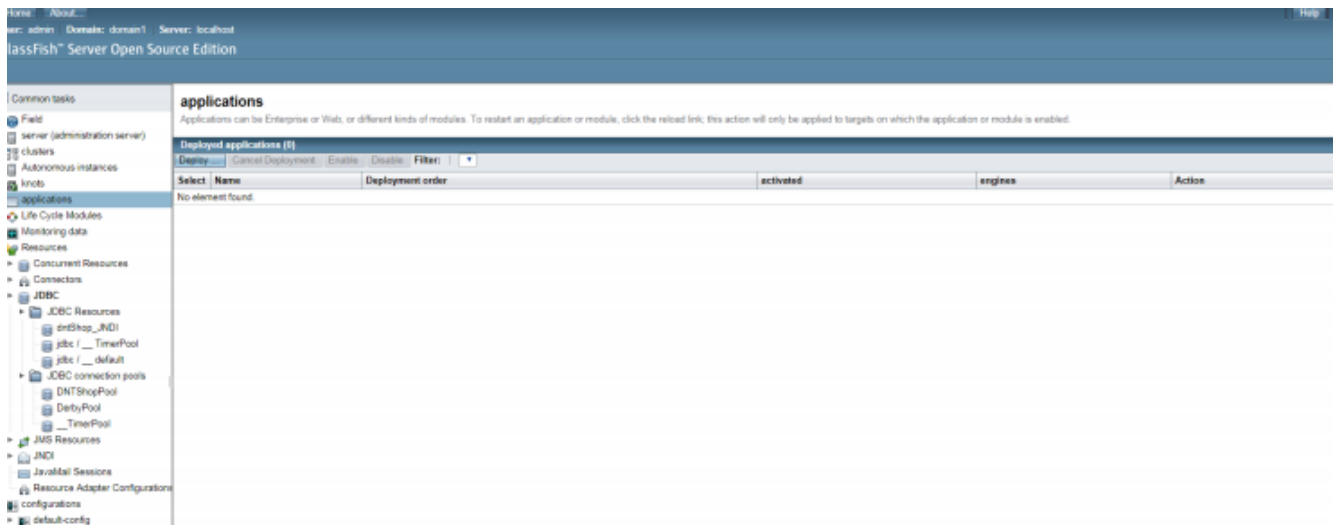 Home About...
ser: admin Domain: domain1 Server: localhost
lassFish™ Server Open Source Edition
Help
Common tasks
Field
server (administration server)
clusters
Autonomous instances
knots
applications
Life Cycle Modules
Monitoring data
Resources
Concurrent Resources
Connectors
JDBC
JDBC Resources
dntShop_JNDI
jdbc / __ TimerPool
jdbc / __ default
JDBC connection pools
DNTShopPool
DerbyPool
__TimerPool
JMS Resources
JNDI
JavaMail Sessions
Resource Adapter Configurations
configurations
default-config
applications
Applications can be Enterprise or Web, or different kinds of modules. To restart an application or module, click the reload link; this action will only be applied to targets on which the application or module is enabled.
Deployed applications (0)
Deploy ... Cancel Deployment Enable Disable Filter:
Select Name Deployment order activated engines Action
No element found.